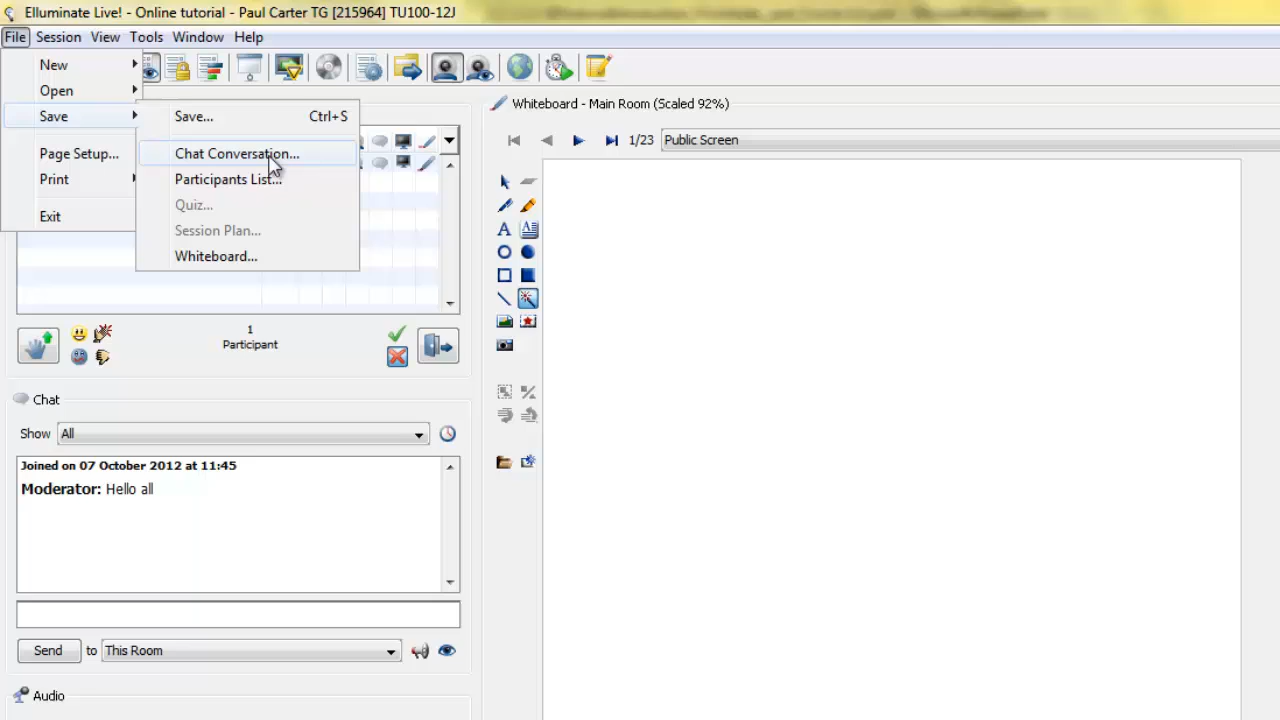 Elluminate Live! - Online tutorial - Paul Carter TG [215964] TU100-12J
File Session View Tools Window Help
New
Open
Save
Page Setup...
Print
Exit
Save... Ctrl+S
Chat Conversation...
Participants List...
Quiz...
Session Plan...
Whiteboard...
1
Participant
Chat
Show All
Joined on 07 October 2012 at 11:45
Moderator: Hello all
Send to This Room
Audio
Whiteboard - Main Room (Scaled 92%)
1/23 Public Screen
A A